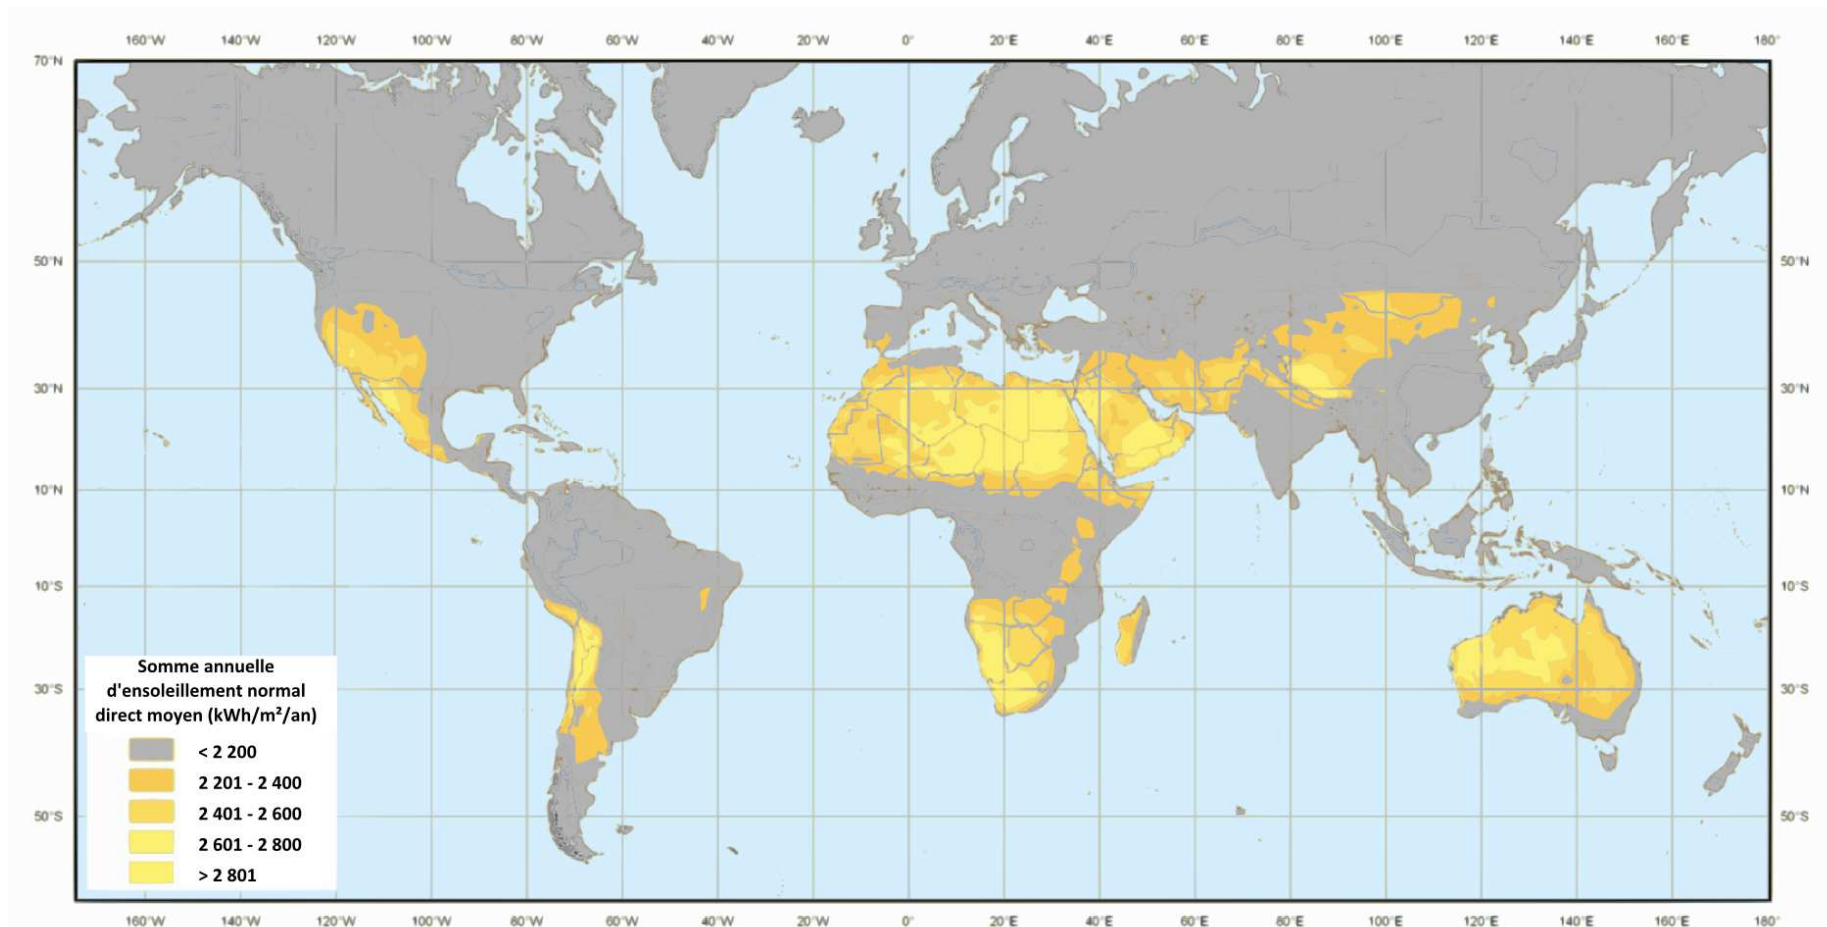 160°W 140°W 120°W 100°W 80°W 60°W 40°W 20°W 0° 20°E 40°E 60°E 80°E 100°E 120°E 140°E 160°E 180°
70°N
50°N 50°N
30°N 30°N
10°N 10°N
10°S 10°S
30°S 30°S
50°S 50°S
Somme annuelle
d'ensoleillement normal
direct moyen (kWh/m²/an)
< 2 200
2 201 - 2 400
2 401 - 2 600
2 601 - 2 800
> 2 801
160°W 140°W 120°W 100°W 80°W 60°W 40°W 20°W 0° 20°E 40°E 60°E 80°E 100°E 120°E 140°E 160°E 180°